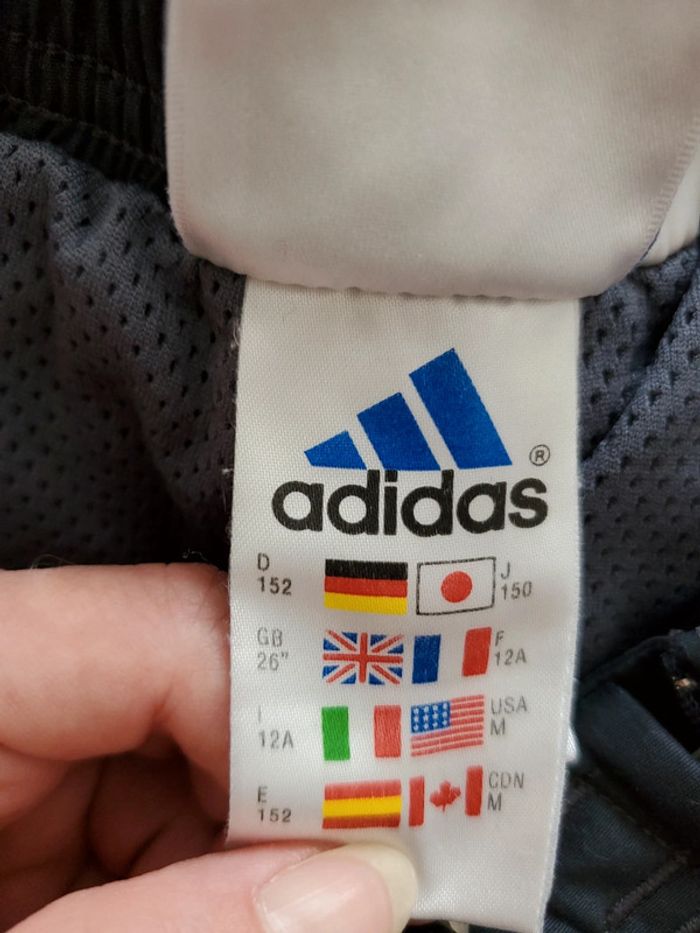 adidas®
D 152 J 150
GB 26" F 12A
I 12A USA M
E 152 CDN M